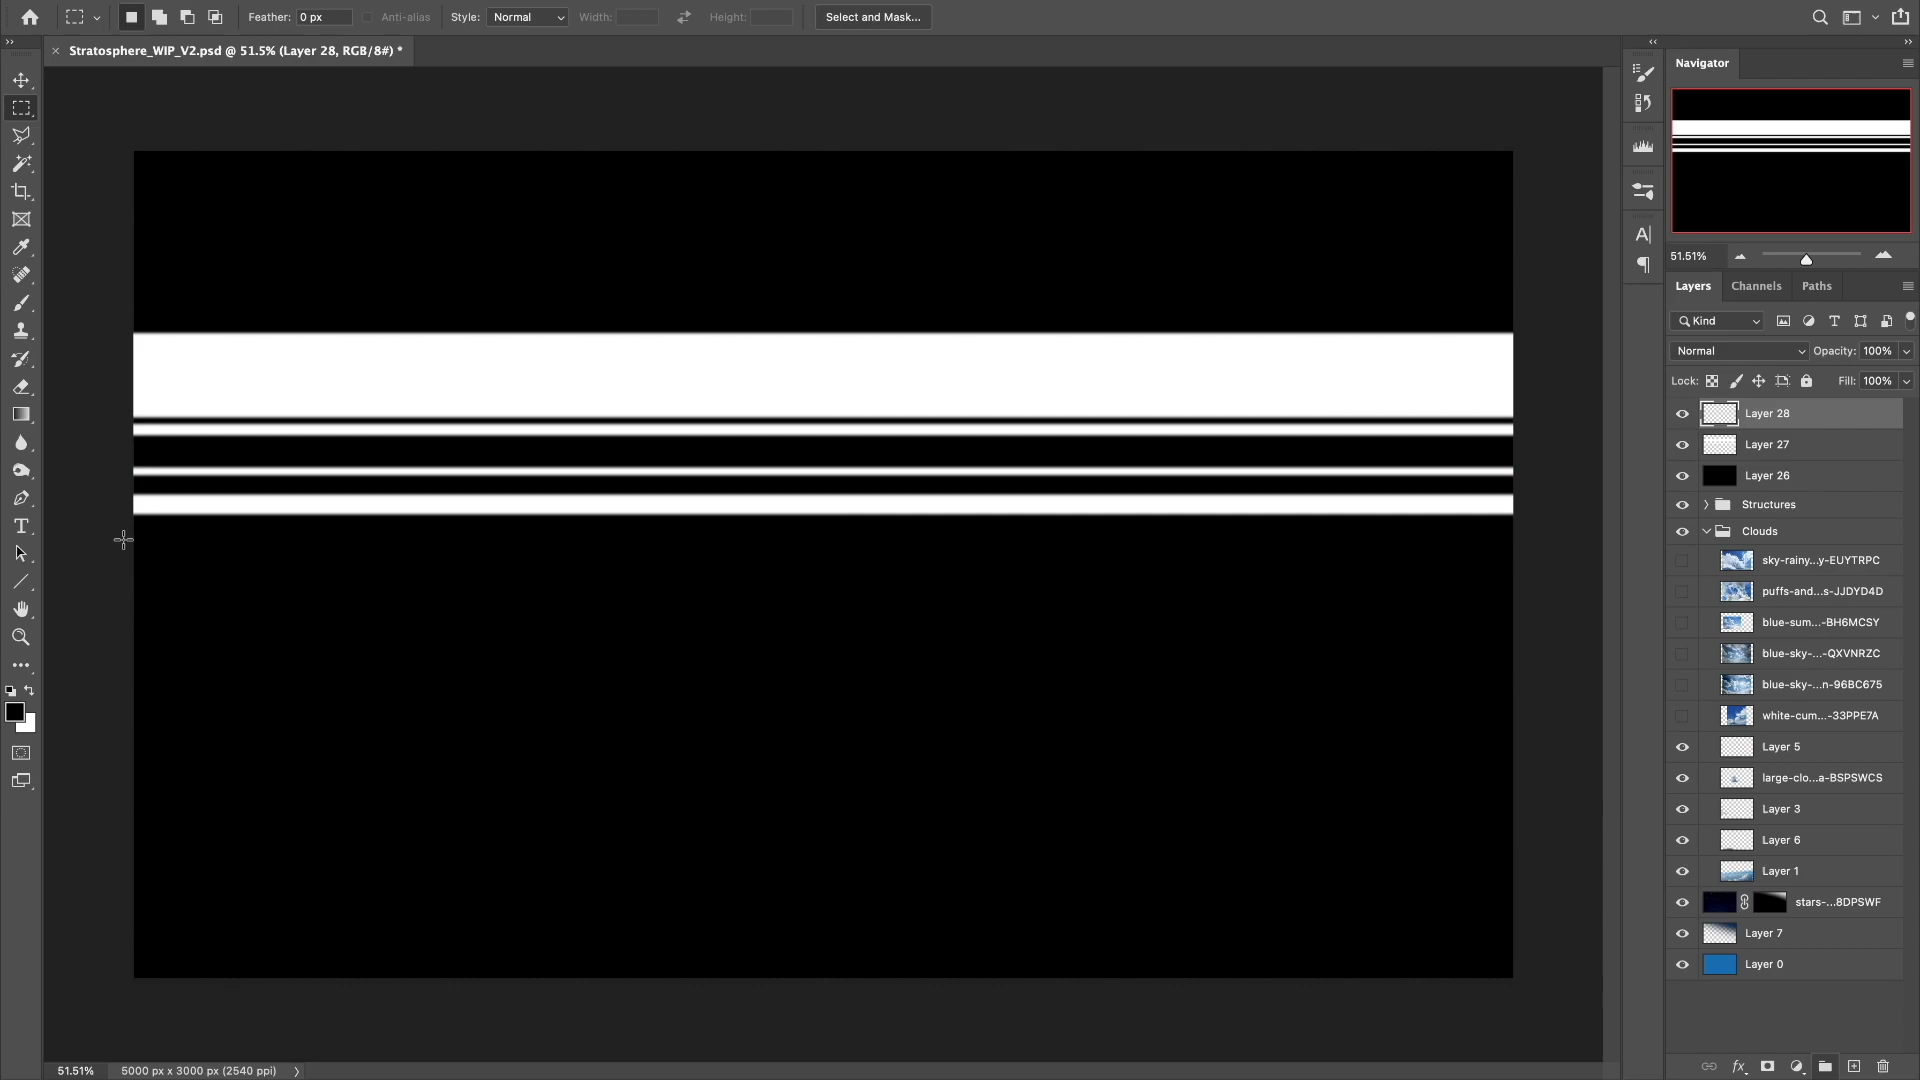 Feather: 0 px Anti-alias Style: Normal Width: Height: Select and Mask...
× Stratosphere_WIP_V2.psd @ 51.5% (Layer 28, RGB/8#) *
Navigator
51.51%
Layers Channels Paths
Kind
Normal Opacity: 100%
Lock: Fill: 100%
Layer 28
Layer 27
Layer 26
Structures
Clouds
sky-rainy...y-EUYTRPC
puffs-and...s-JJDYD4D
blue-sum...-BH6MCSY
blue-sky-...-QXVNRZC
blue-sky-...n-96BC675
white-cum...-33PPE7A
Layer 5
large-clo...a-BSPSWCS
Layer 3
Layer 6
Layer 1
stars-...8DPSWF
Layer 7
Layer 0
51.51% 5000 px x 3000 px (2540 ppi)